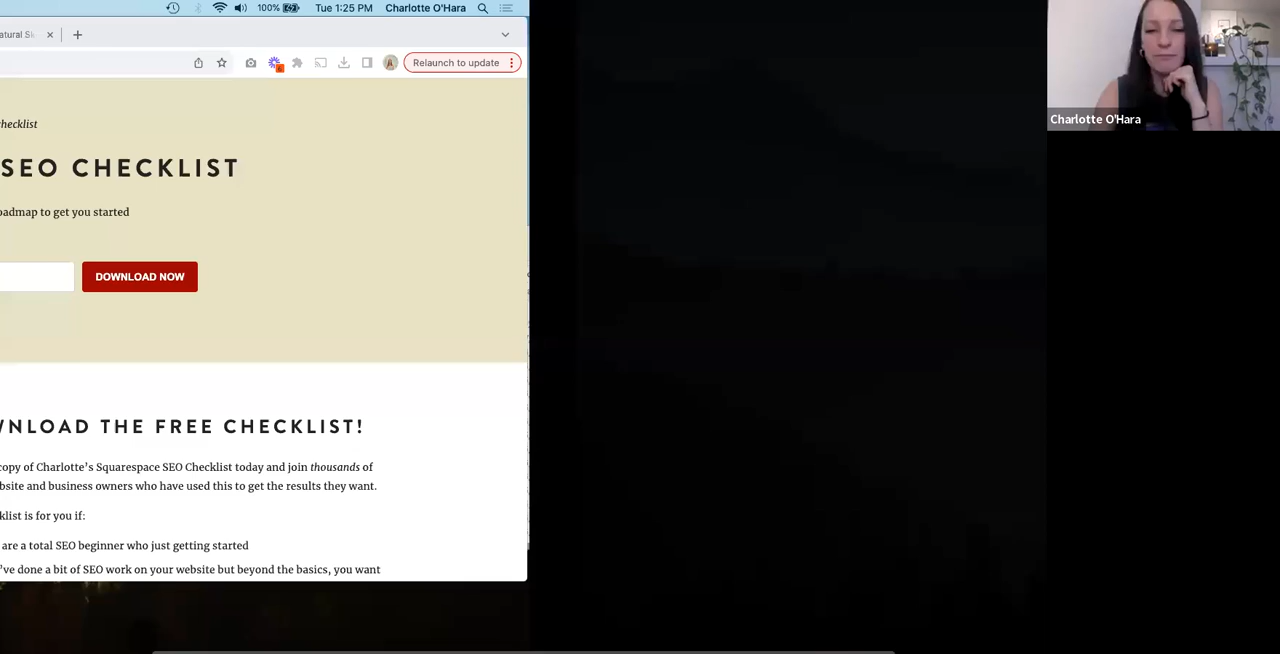 100% Tue 1:25 PM Charlotte O'Hara
atural Sk
Relaunch to update
hecklist
SEO CHECKLIST
oadmap to get you started
DOWNLOAD NOW
WNLOAD THE FREE CHECKLIST!
copy of Charlotte's Squarespace SEO Checklist today and join thousands of
bsite and business owners who have used this to get the results they want.
klist is for you if:
are a total SEO beginner who just getting started
've done a bit of SEO work on your website but beyond the basics, you want
Charlotte O'Hara